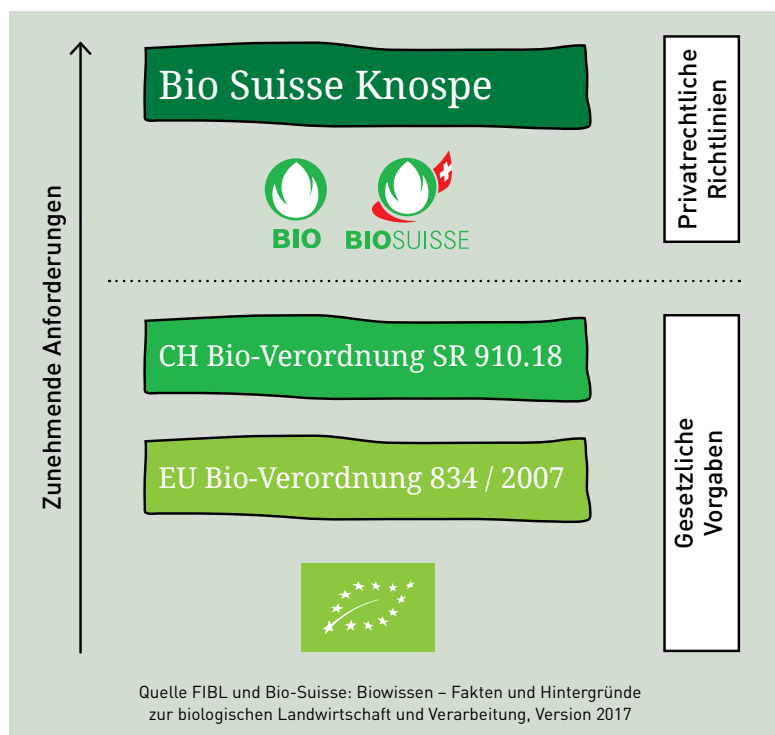 Zunehmende Anforderungen
Bio Suisse Knospe
BIO
BIOSUISSE
Privatrechtliche
Richtlinien
CH Bio-Verordnung SR 910.18
EU Bio-Verordnung 834 / 2007
Gesetzliche
Vorgaben
Quelle FIBL und Bio-Suisse: Biowissen – Fakten und Hintergründe
zur biologischen Landwirtschaft und Verarbeitung, Version 2017